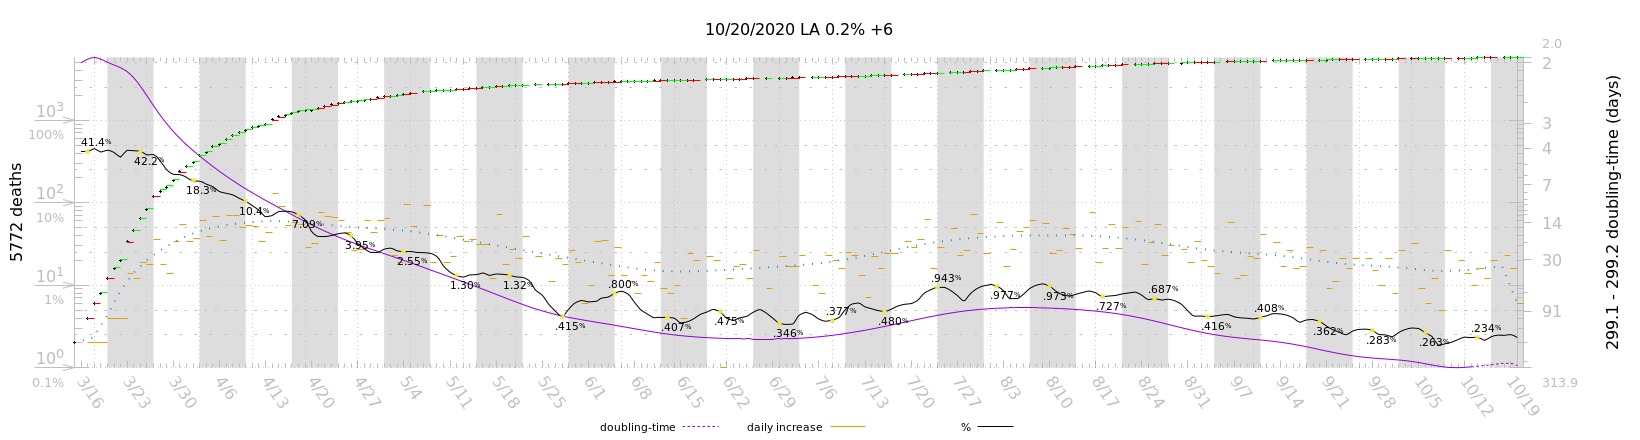 10/20/2020 LA 0.2% +6
2.0
10³ 2
100% 3
41.4%
42.2% 4
18.3%
10² 7
10% 10.4% 14
7.09%
3.95%
2.55% 30
10¹ 1.30% 1.32% .800% .943% .977% .973% .687%
1% .415% .407% .475% .346% .377% .480% .727% .416% .408% .362% .283% .263% .234% 91
10⁰
0.1% 313.9
5772 deaths
299.1 - 299.2 doubling-time (days)
3/16 3/23 3/30 4/6 4/13 4/20 4/27 5/4 5/11 5/18 5/25 6/1 6/8 6/15 6/22 6/29 7/6 7/13 7/20 7/27 8/3 8/10 8/17 8/24 8/31 9/7 9/14 9/21 9/28 10/5 10/12 10/19
doubling-time daily increase %